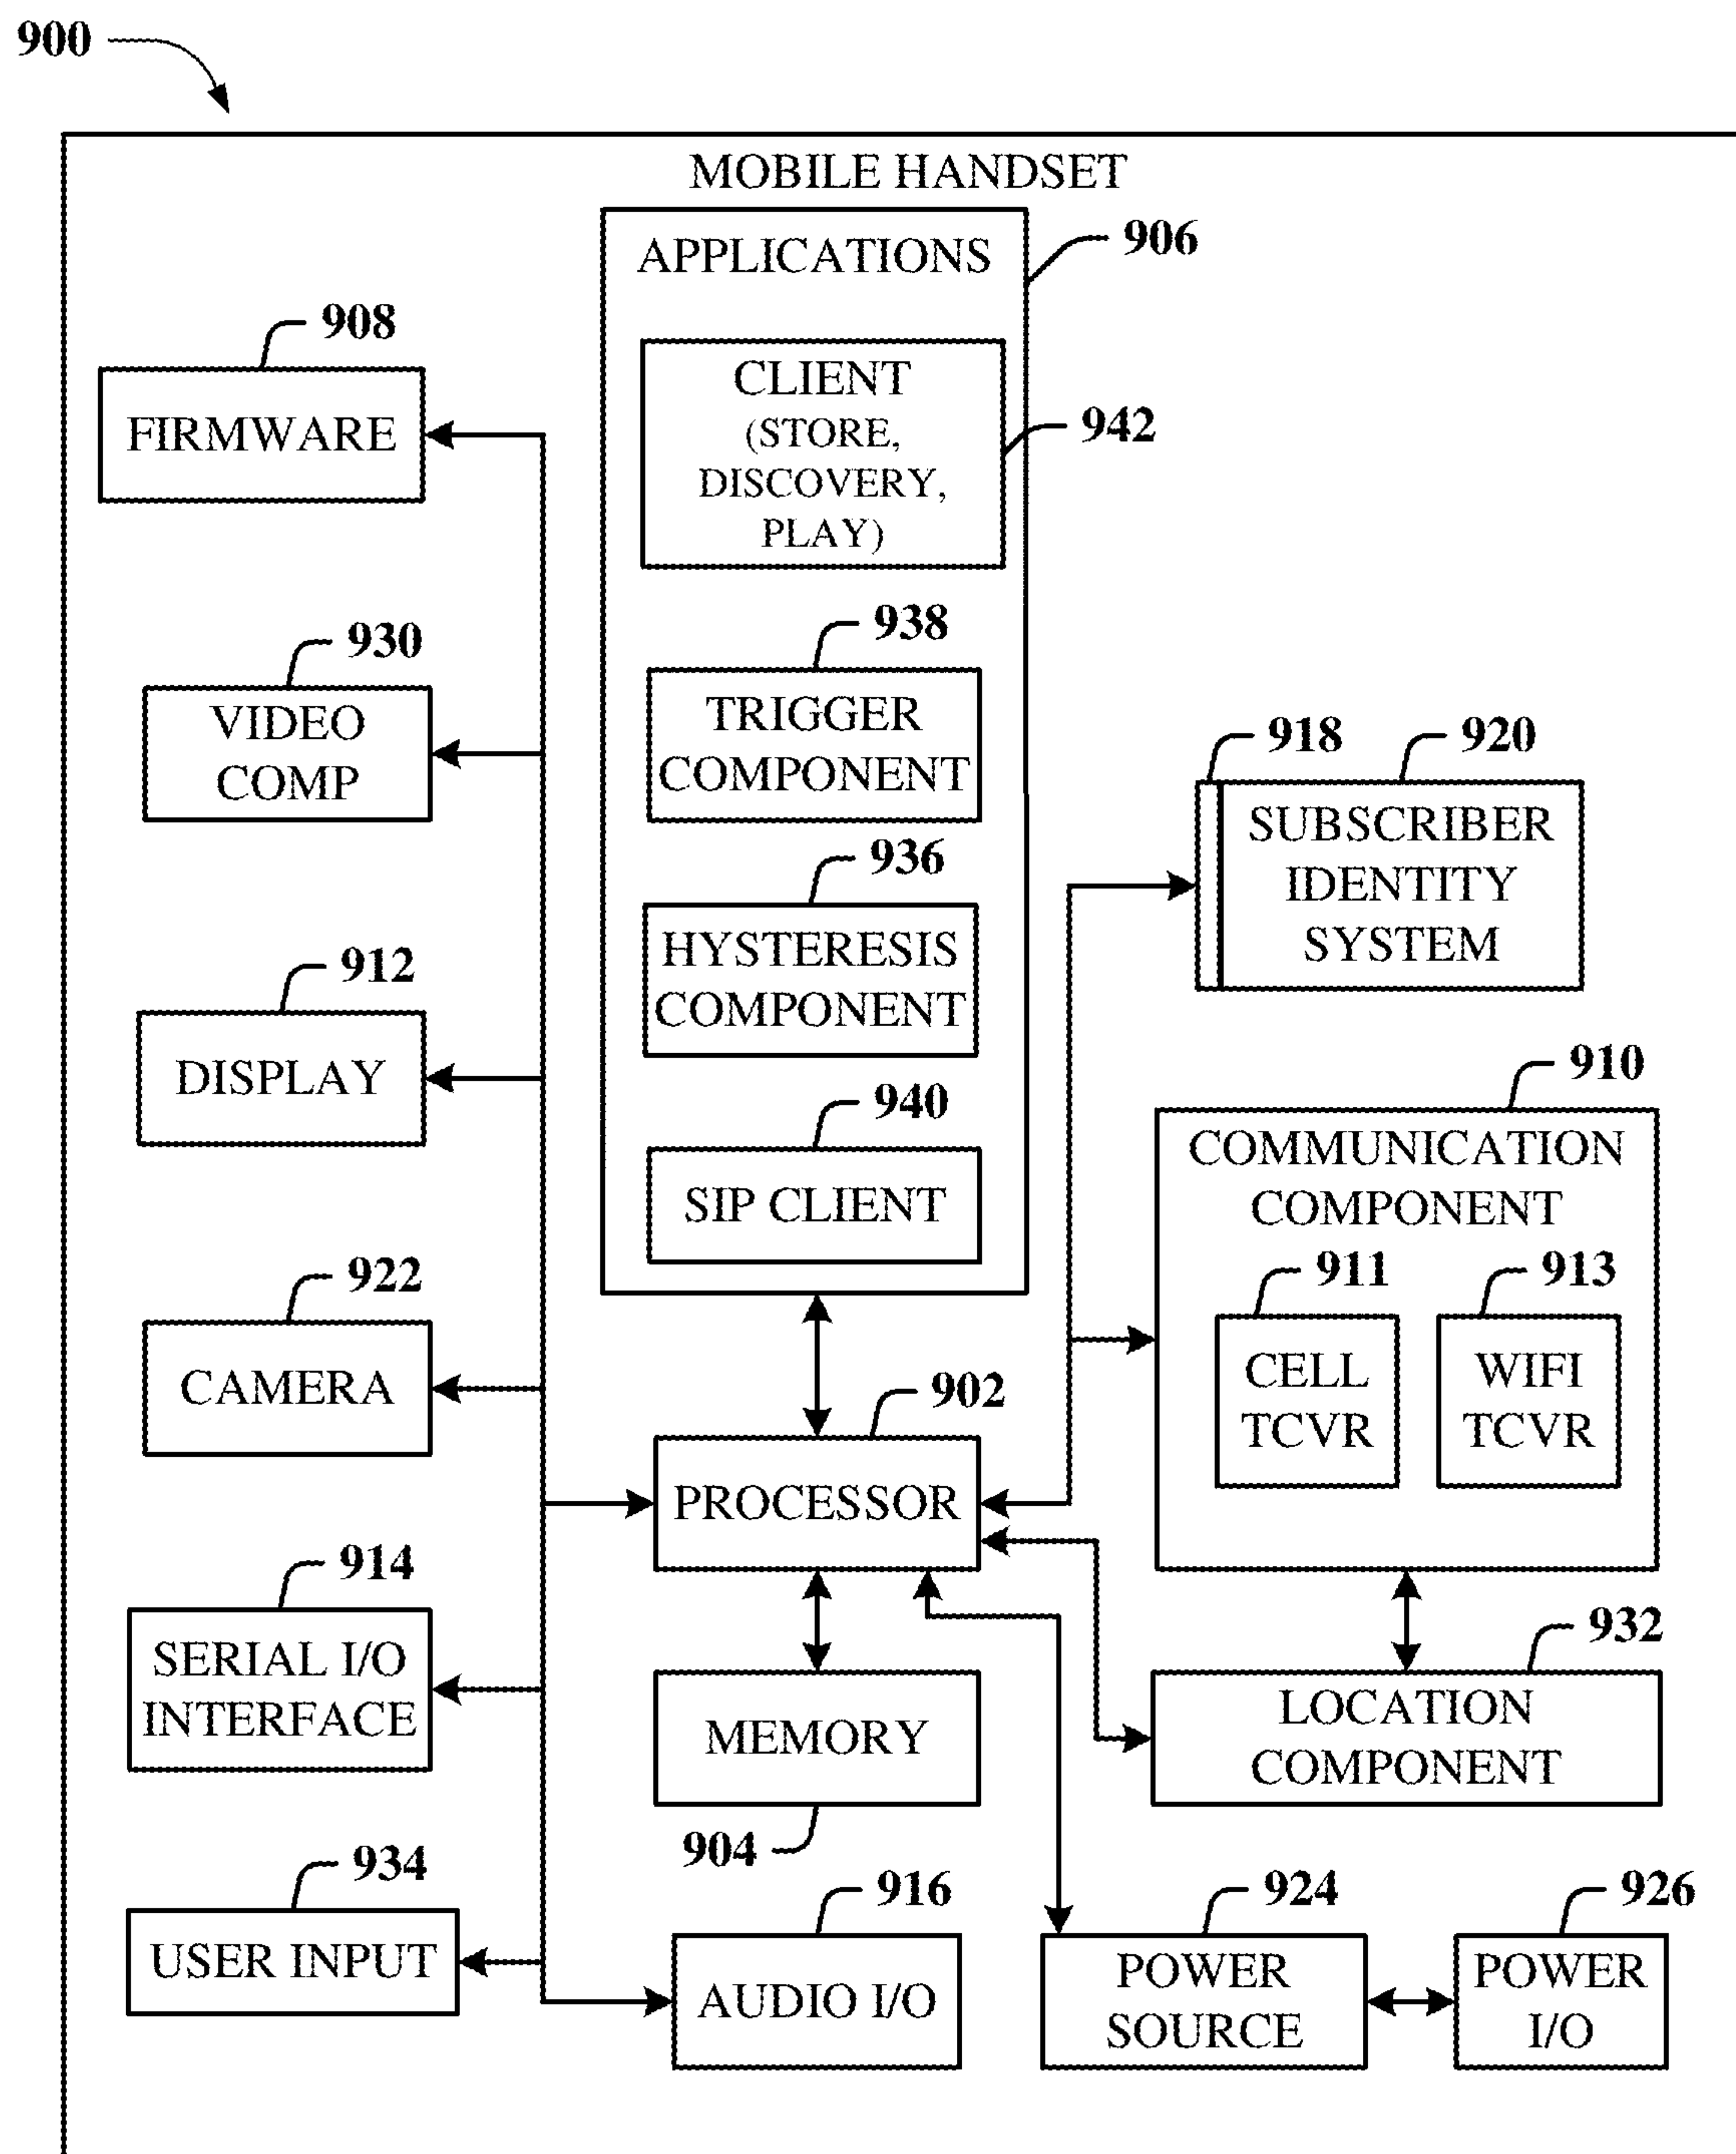 900
MOBILE HANDSET
APPLICATIONS
906
CLIENT
(STORE,
DISCOVERY,
PLAY)
942
938
TRIGGER
COMPONENT
936
HYSTERESIS
COMPONENT
940
SIP CLIENT
908
FIRMWARE
930
VIDEO
COMP
912
DISPLAY
922
CAMERA
914
SERIAL I/O
INTERFACE
934
USER INPUT
902
PROCESSOR
MEMORY
904
916
AUDIO I/O
918
920
SUBSCRIBER
IDENTITY
SYSTEM
910
COMMUNICATION
COMPONENT
911
CELL
TCVR
913
WIFI
TCVR
932
LOCATION
COMPONENT
924
POWER
SOURCE
926
POWER
I/O